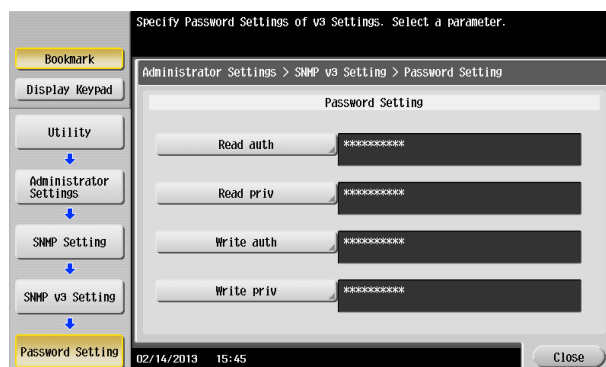 Specify Password Settings of v3 Settings. Select a parameter.
Bookmark
Display Keypad
Utility
Administrator
Settings
SNMP Setting
SNMP v3 Setting
Password Setting
Administrator Settings > SNMP v3 Setting > Password Setting
Password Setting
Read auth **********
Read priv **********
Write auth **********
Write priv **********
02/14/2013 15:45
Close